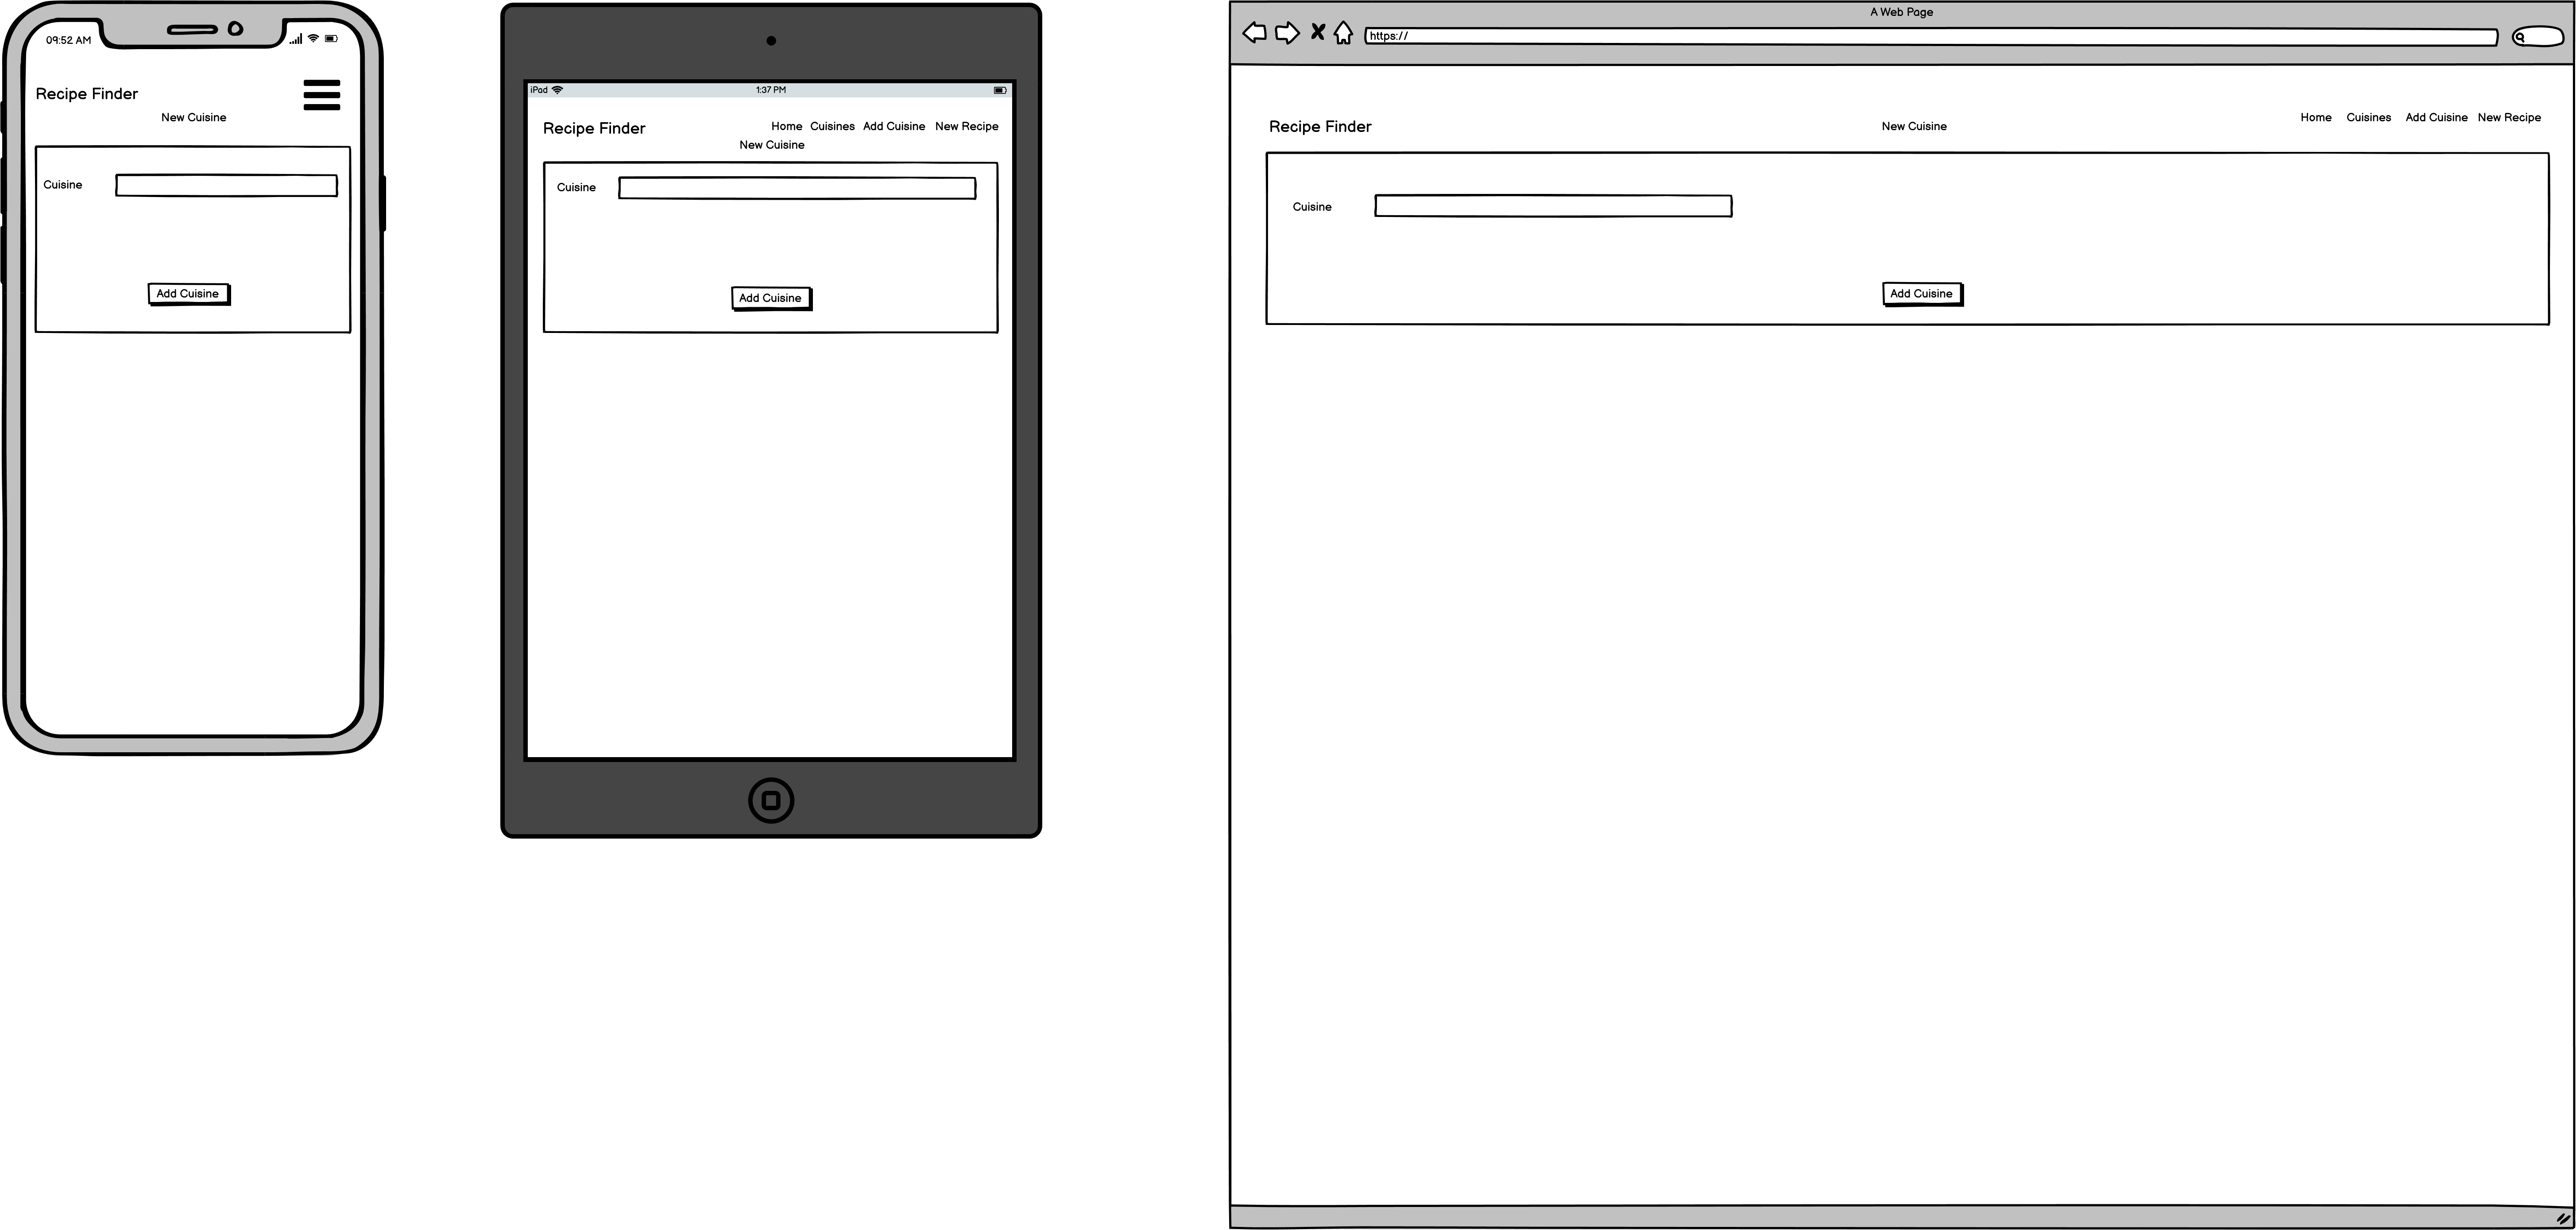 09:52 AM
Recipe Finder
New Cuisine
Cuisine
Add Cuisine
iPad
1:37 PM
Recipe Finder
Home Cuisines Add Cuisine New Recipe
New Cuisine
Cuisine
Add Cuisine
A Web Page
https://
Home Cuisines Add Cuisine New Recipe
Recipe Finder
New Cuisine
Cuisine
Add Cuisine